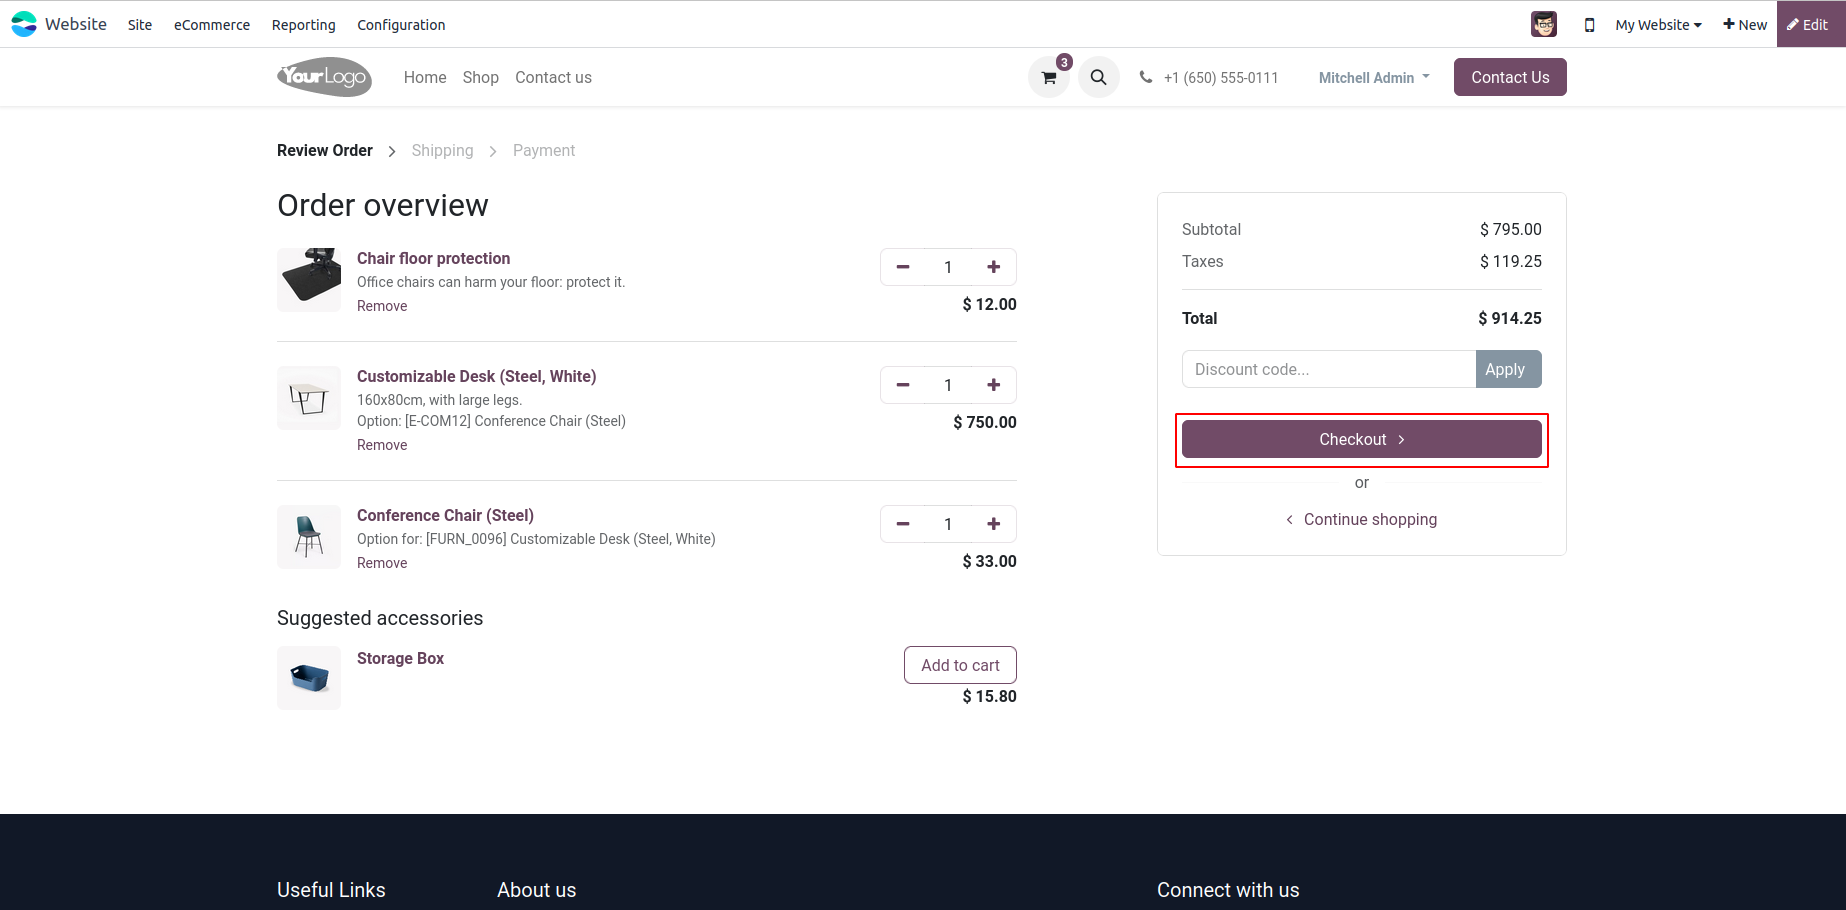 Website Site eCommerce Reporting Configuration My Website New Edit
YourLogo Home Shop Contact us 3 +1 (650) 555-0111 Mitchell Admin Contact Us
Review Order Shipping Payment
Order overview
Chair floor protection
Office chairs can harm your floor: protect it.
Remove
1
$ 12.00
Customizable Desk (Steel, White)
160x80cm, with large legs.
Option: [E-COM12] Conference Chair (Steel)
Remove
1
$ 750.00
Conference Chair (Steel)
Option for: [FURN_0096] Customizable Desk (Steel, White)
Remove
1
$ 33.00
Suggested accessories
Storage Box
Add to cart
$ 15.80
Subtotal $ 795.00
Taxes $ 119.25
Total $ 914.25
Discount code... Apply
Checkout
or
Continue shopping
Useful Links About us Connect with us